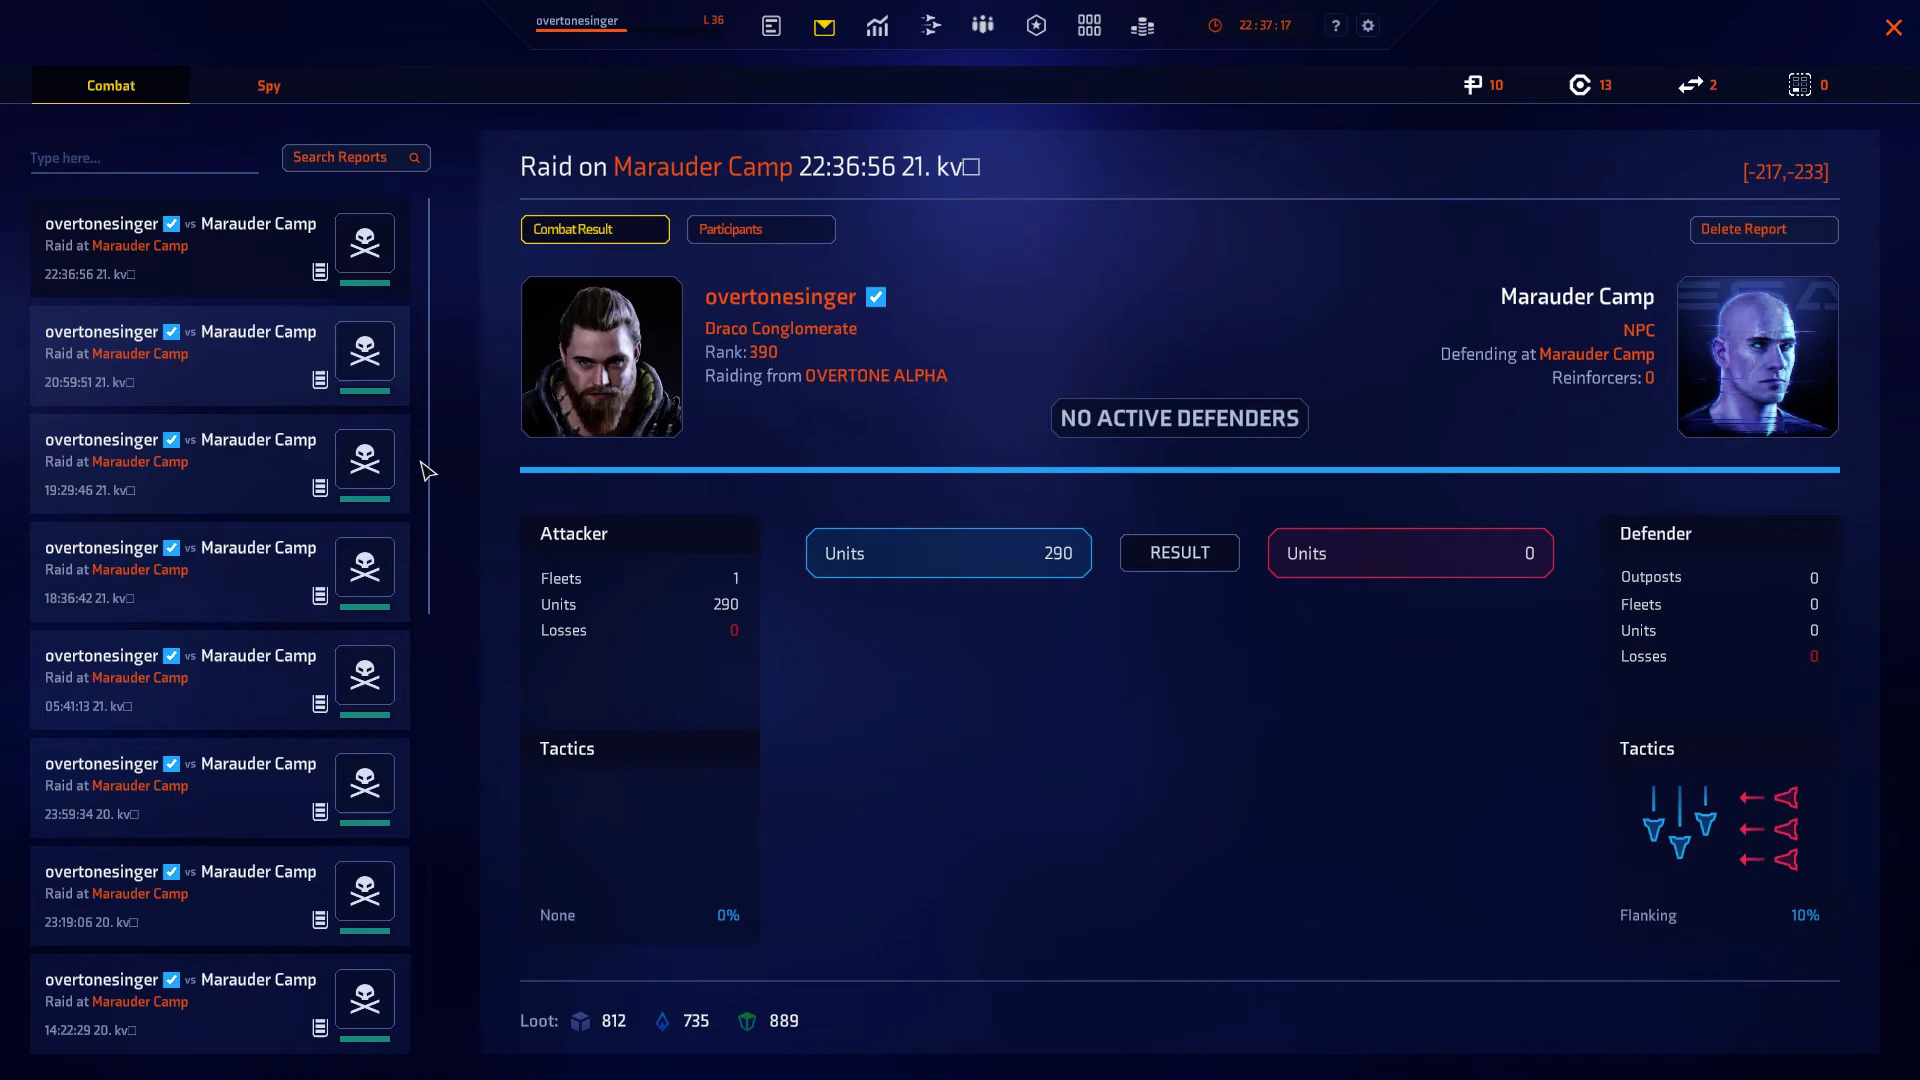 overtonesinger L 36
22:37:17 ?
Combat Spy
10 13 2 0
Type here...
Search Reports
overtonesinger vs Marauder Camp
Raid at Marauder Camp
22:36:56 21. kv□
overtonesinger vs Marauder Camp
Raid at Marauder Camp
20:59:51 21. kv□
overtonesinger vs Marauder Camp
Raid at Marauder Camp
19:29:46 21. kv□
overtonesinger vs Marauder Camp
Raid at Marauder Camp
18:36:42 21. kv□
overtonesinger vs Marauder Camp
Raid at Marauder Camp
05:41:13 21. kv□
overtonesinger vs Marauder Camp
Raid at Marauder Camp
23:59:34 20. kv□
overtonesinger vs Marauder Camp
Raid at Marauder Camp
23:19:06 20. kv□
overtonesinger vs Marauder Camp
Raid at Marauder Camp
14:22:29 20. kv□
Raid on Marauder Camp 22:36:56 21. kv□
[-217,-233]
Combat Result
Participants
Delete Report
overtonesinger
Draco Conglomerate
Rank: 390
Raiding from OVERTONE ALPHA
Marauder Camp
NPC
Defending at Marauder Camp
Reinforcers: 0
NO ACTIVE DEFENDERS
Attacker
Fleets 1
Units 290
Losses 0
Units 290
RESULT
Units 0
Defender
Outposts 0
Fleets 0
Units 0
Losses 0
Tactics
None 0%
Tactics
Flanking 10%
Loot: 812 735 889